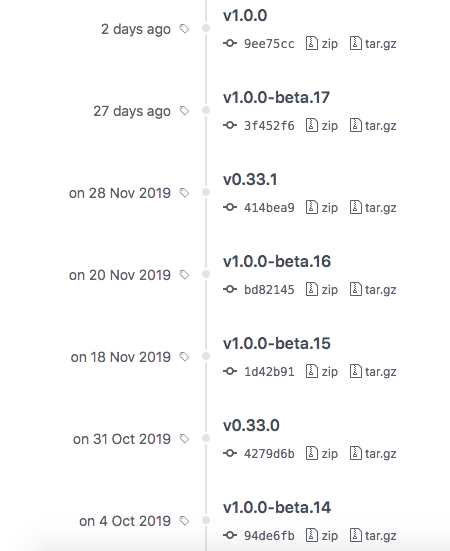 v1.0.0
2 days ago
9ee75cc zip tar.gz
v1.0.0-beta.17
27 days ago
3f452f6 zip tar.gz
v0.33.1
on 28 Nov 2019
414bea9 zip tar.gz
v1.0.0-beta.16
on 20 Nov 2019
bd82145 zip tar.gz
v1.0.0-beta.15
on 18 Nov 2019
1d42b91 zip tar.gz
v0.33.0
on 31 Oct 2019
4279d6b zip tar.gz
v1.0.0-beta.14
on 4 Oct 2019
94de6fb zip tar.gz